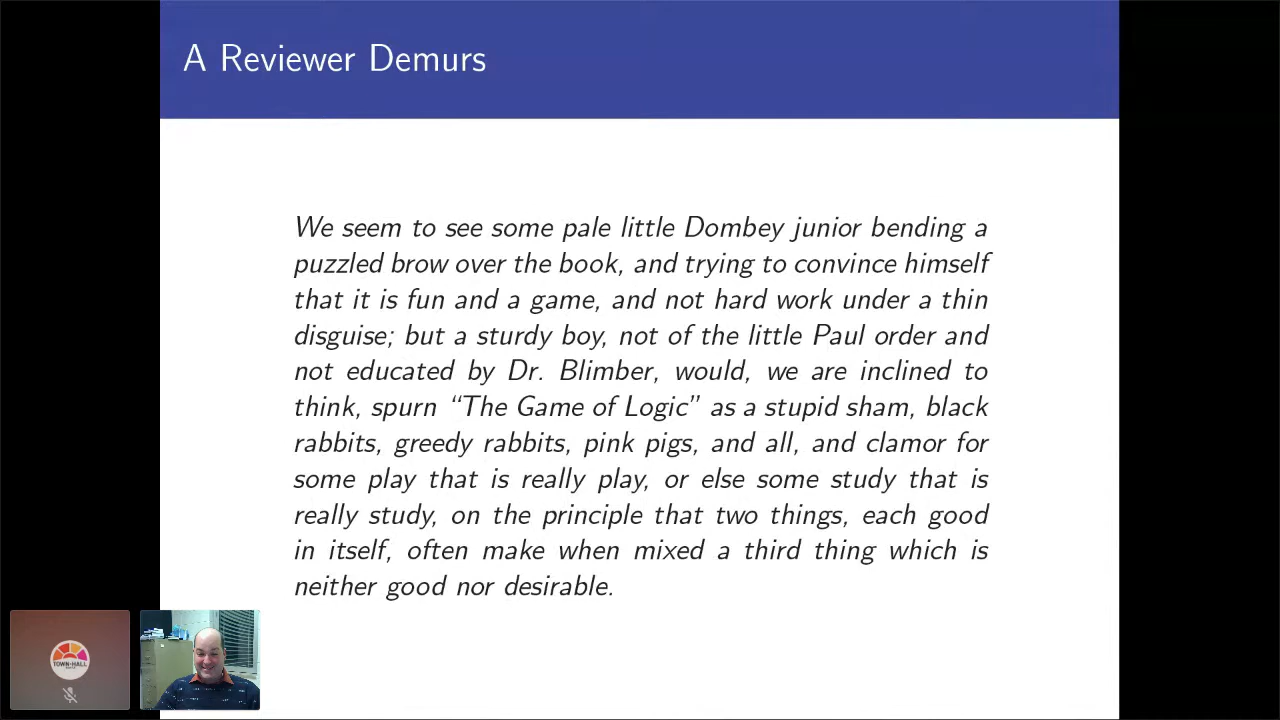 A Reviewer Demurs
We seem to see some pale little Dombey junior bending a
puzzled brow over the book, and trying to convince himself
that it is fun and a game, and not hard work under a thin
disguise; but a sturdy boy, not of the little Paul order and
not educated by Dr. Blimber, would, we are inclined to
think, spurn “The Game of Logic” as a stupid sham, black
rabbits, greedy rabbits, pink pigs, and all, and clamor for
some play that is really play, or else some study that is
really study, on the principle that two things, each good
in itself, often make when mixed a third thing which is
neither good nor desirable.
TOWN-HALL